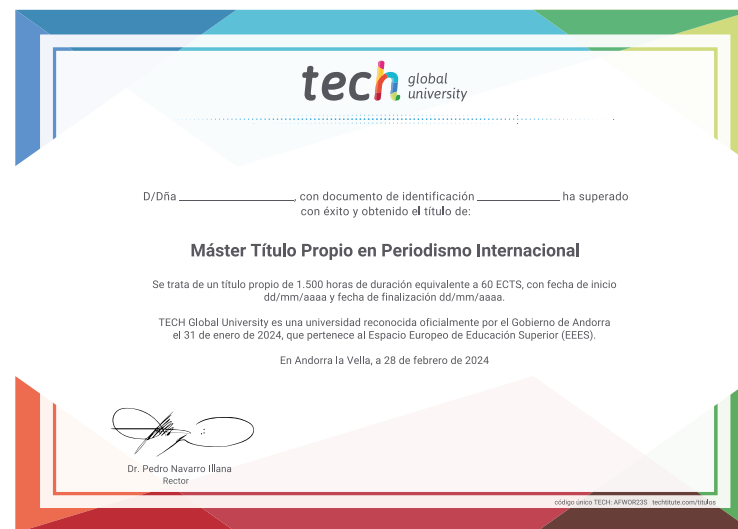 tech global university
D/Dña ______________, con documento de identificación ______________ ha superado
con éxito y obtenido el título de:
Máster Título Propio en Periodismo Internacional
Se trata de un título propio de 1.500 horas de duración equivalente a 60 ECTS, con fecha de inicio
dd/mm/aaaa y fecha de finalización dd/mm/aaaa.
TECH Global University es una universidad reconocida oficialmente por el Gobierno de Andorra
el 31 de enero de 2024, que pertenece al Espacio Europeo de Educación Superior (EEES).
En Andorra la Vella, a 28 de febrero de 2024
Dr. Pedro Navarro Illana
Rector
código único TECH: AFWOR23S techtitute.com/titulos